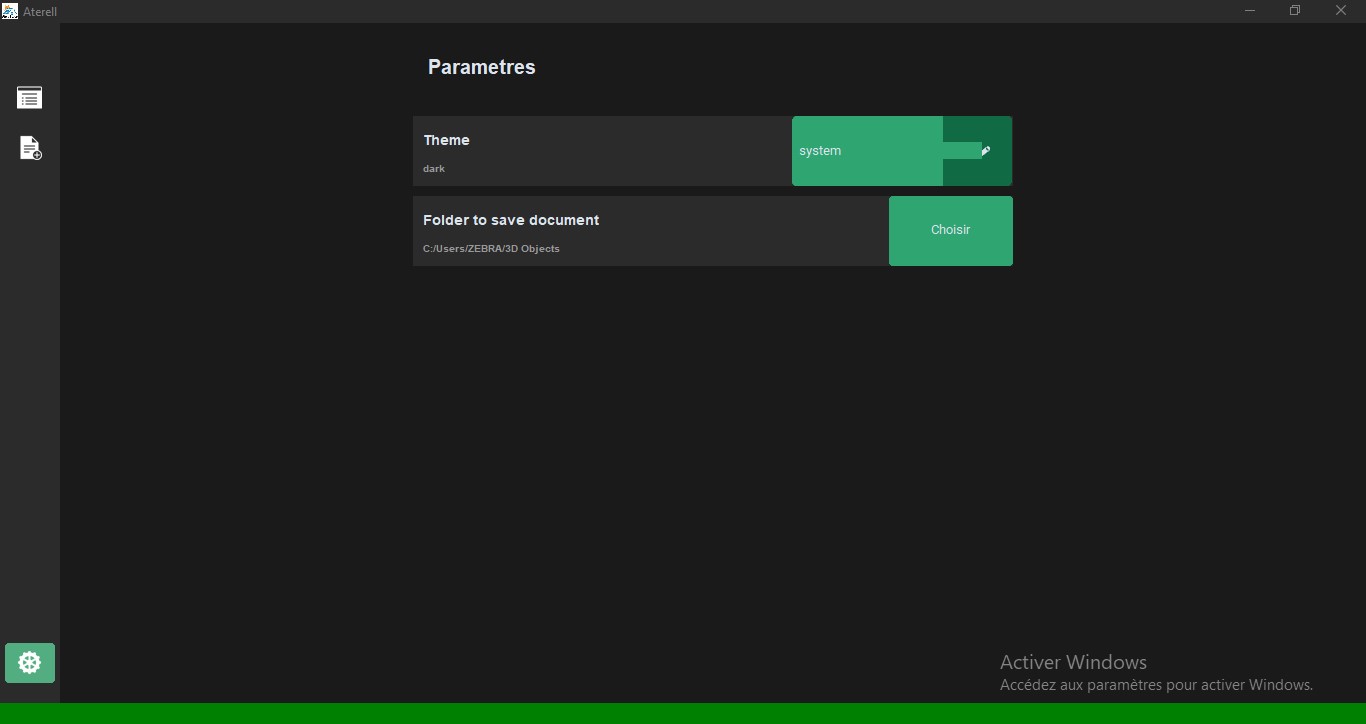 Aterell
Parametres
Theme
dark
system
Folder to save document
C:/Users/ZEBRA/3D Objects
Choisir
Activer Windows
Accédez aux paramètres pour activer Windows.